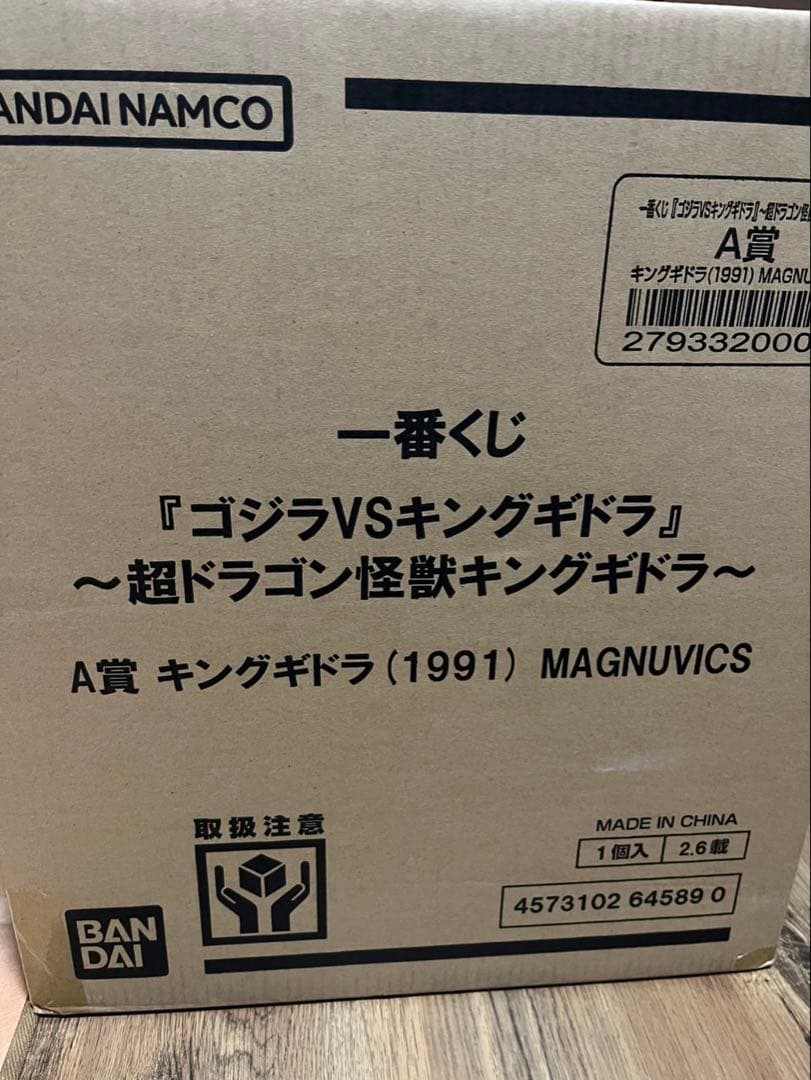 ANDAI NAMCO
一番くじ『ゴジラVSキングギドラ』~超ドラゴン怪
A賞
キングギドラ(1991) MAGNU
279332000
一番くじ
『ゴジラVSキングギドラ』
~超ドラゴン怪獣キングギドラ~
A賞 キングギドラ(1991) MAGNUVICS
取扱注意
MADE IN CHINA
1個入 2.6載
4573102 64589 0
BAN
DAI